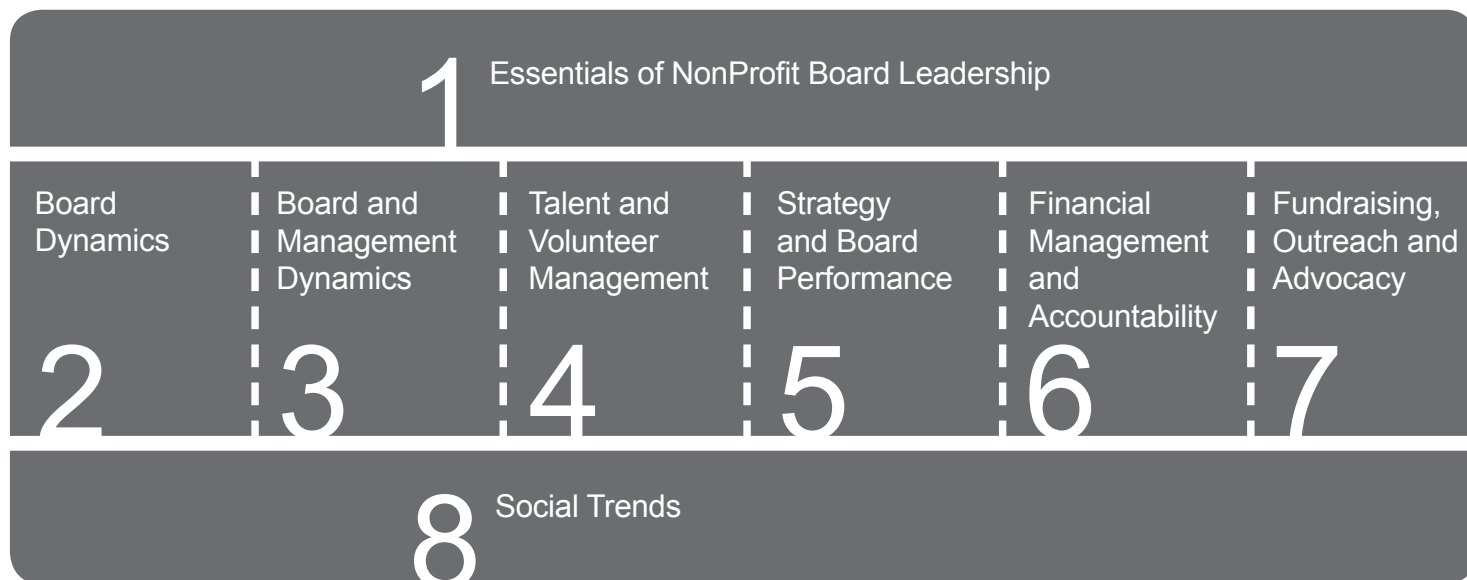 1 Essentials of NonProfit Board Leadership
Board
Dynamics
2
Board and
Management
Dynamics
3
Talent and
Volunteer
Management
4
Strategy
and Board
Performance
5
Financial
Management
and
Accountability
6
Fundraising,
Outreach and
Advocacy
7
8 Social Trends